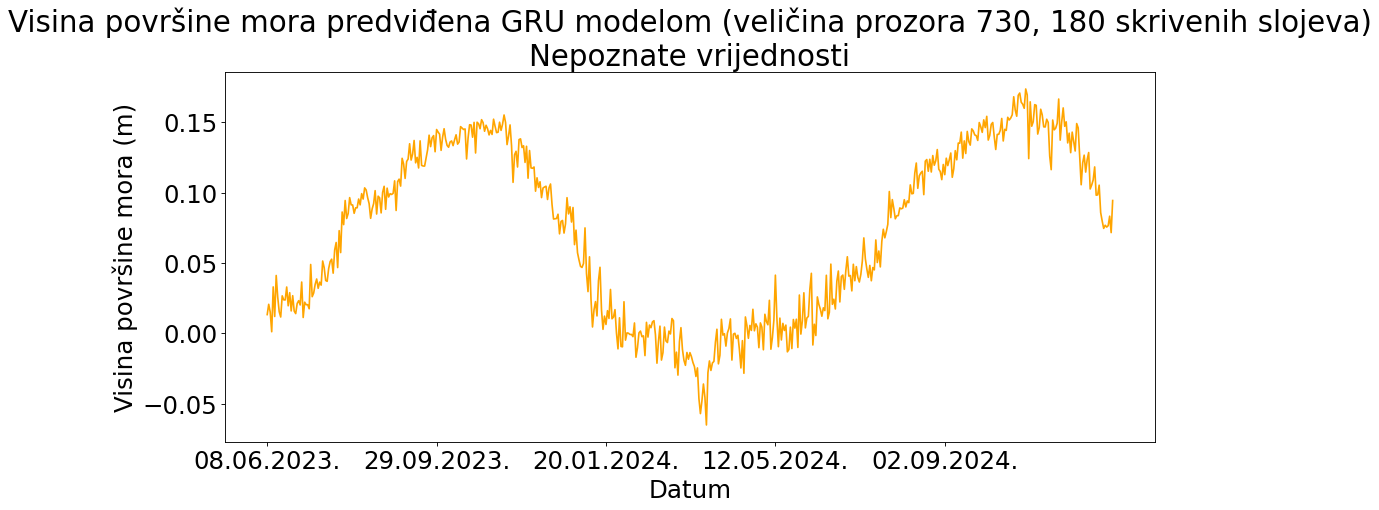 Visina površine mora predviđena GRU modelom (veličina prozora 730, 180 skrivenih slojeva)
Nepoznate vrijednosti
Visina površine mora (m)
0.15
0.10
0.05
0.00
−0.05
08.06.2023. 29.09.2023. 20.01.2024. 12.05.2024. 02.09.2024.
Datum